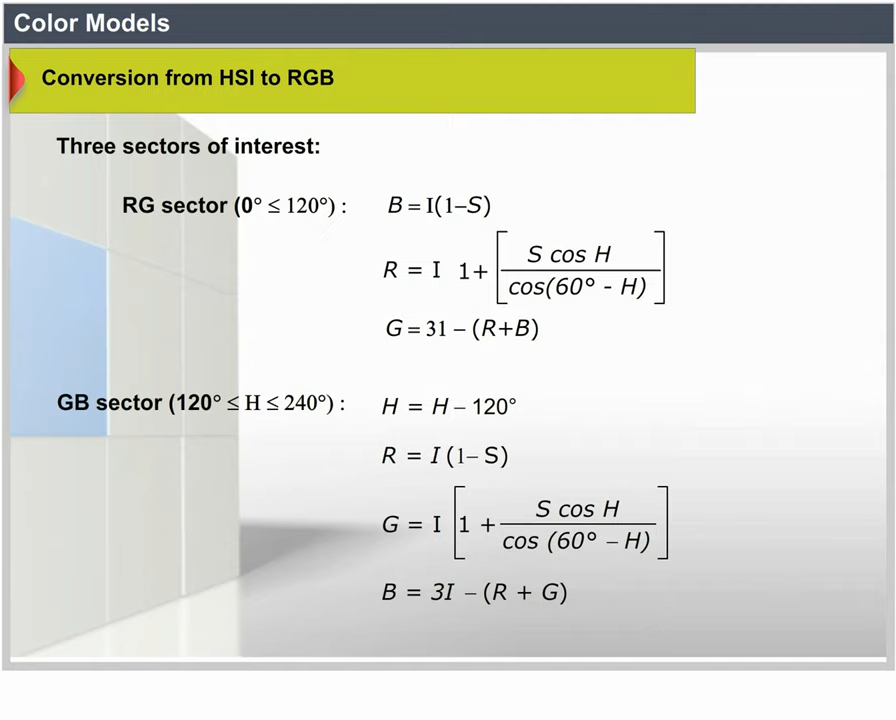 Color Models
Conversion from HSI to RGB
Three sectors of interest:
RG sector (0° ≤ 120°) : B = I(1–S)
R = I 1+ [ S cos H / cos(60° - H) ]
G = 31 – (R+B)
GB sector (120° ≤ H ≤ 240°) : H = H – 120°
R = I (1– S)
G = I [ 1 + S cos H / cos (60° – H) ]
B = 3I – (R + G)